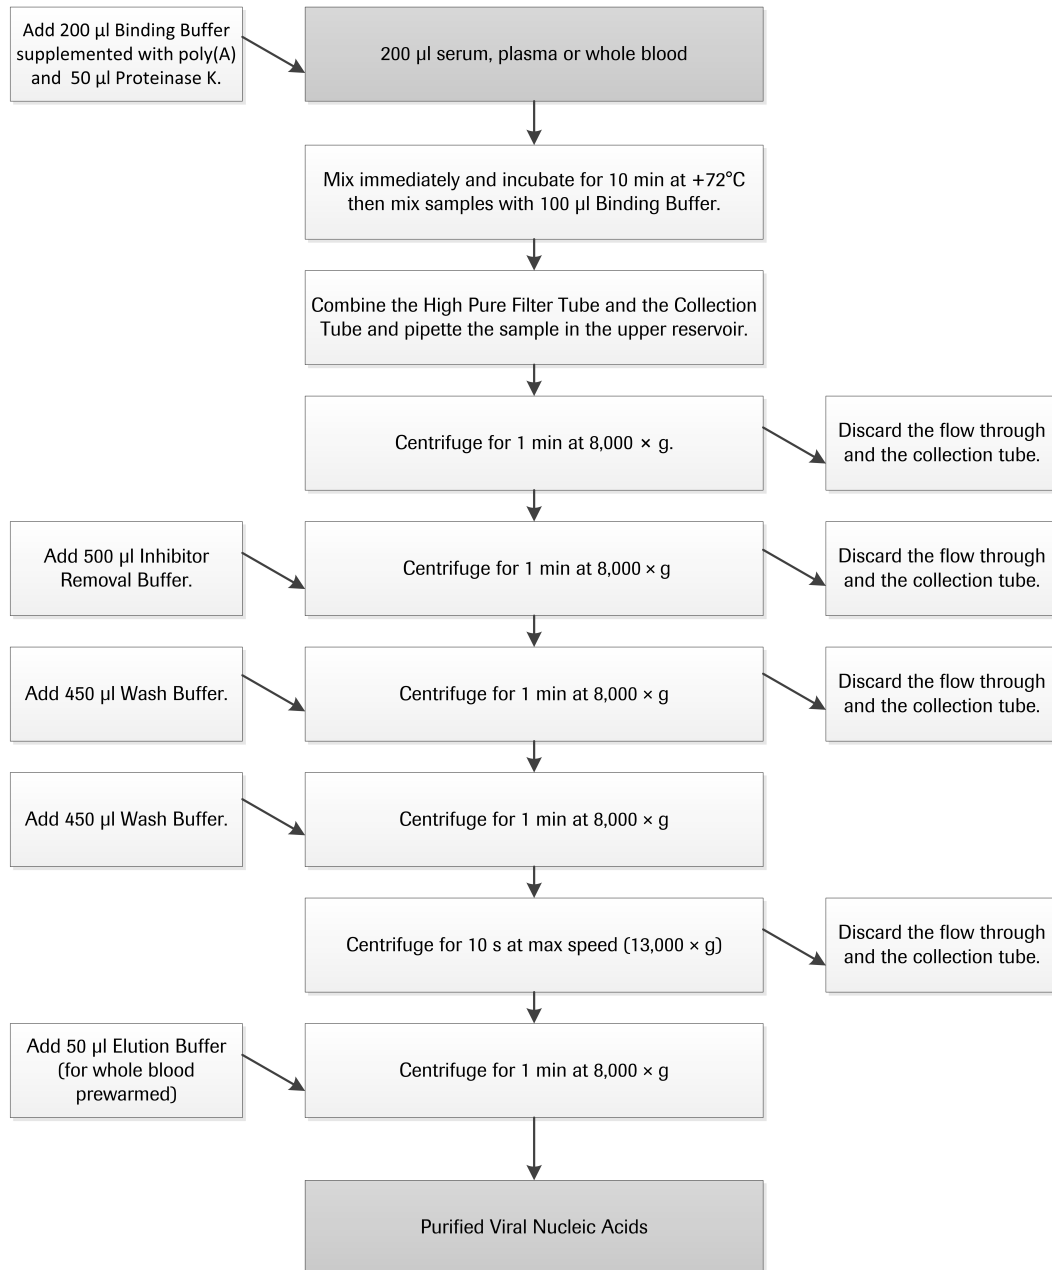 Add 200 µl Binding Buffer
supplemented with poly(A)
and  50 µl Proteinase K.
200 µl serum, plasma or whole blood
Mix immediately and incubate for 10 min at +72°C
then mix samples with 100 µl Binding Buffer.
Combine the High Pure Filter Tube and the Collection
Tube and pipette the sample in the upper reservoir.
Centrifuge for 1 min at 8,000 × g.
Discard the flow through
and the collection tube.
Add 500 µl Inhibitor
Removal Buffer.
Centrifuge for 1 min at 8,000 × g
Discard the flow through
and the collection tube.
Add 450 µl Wash Buffer.
Centrifuge for 1 min at 8,000 × g
Discard the flow through
and the collection tube.
Add 450 µl Wash Buffer.
Centrifuge for 1 min at 8,000 × g
Centrifuge for 10 s at max speed (13,000 × g)
Discard the flow through
and the collection tube.
Add 50 µl Elution Buffer
(for whole blood
prewarmed)
Centrifuge for 1 min at 8,000 × g
Purified Viral Nucleic Acids